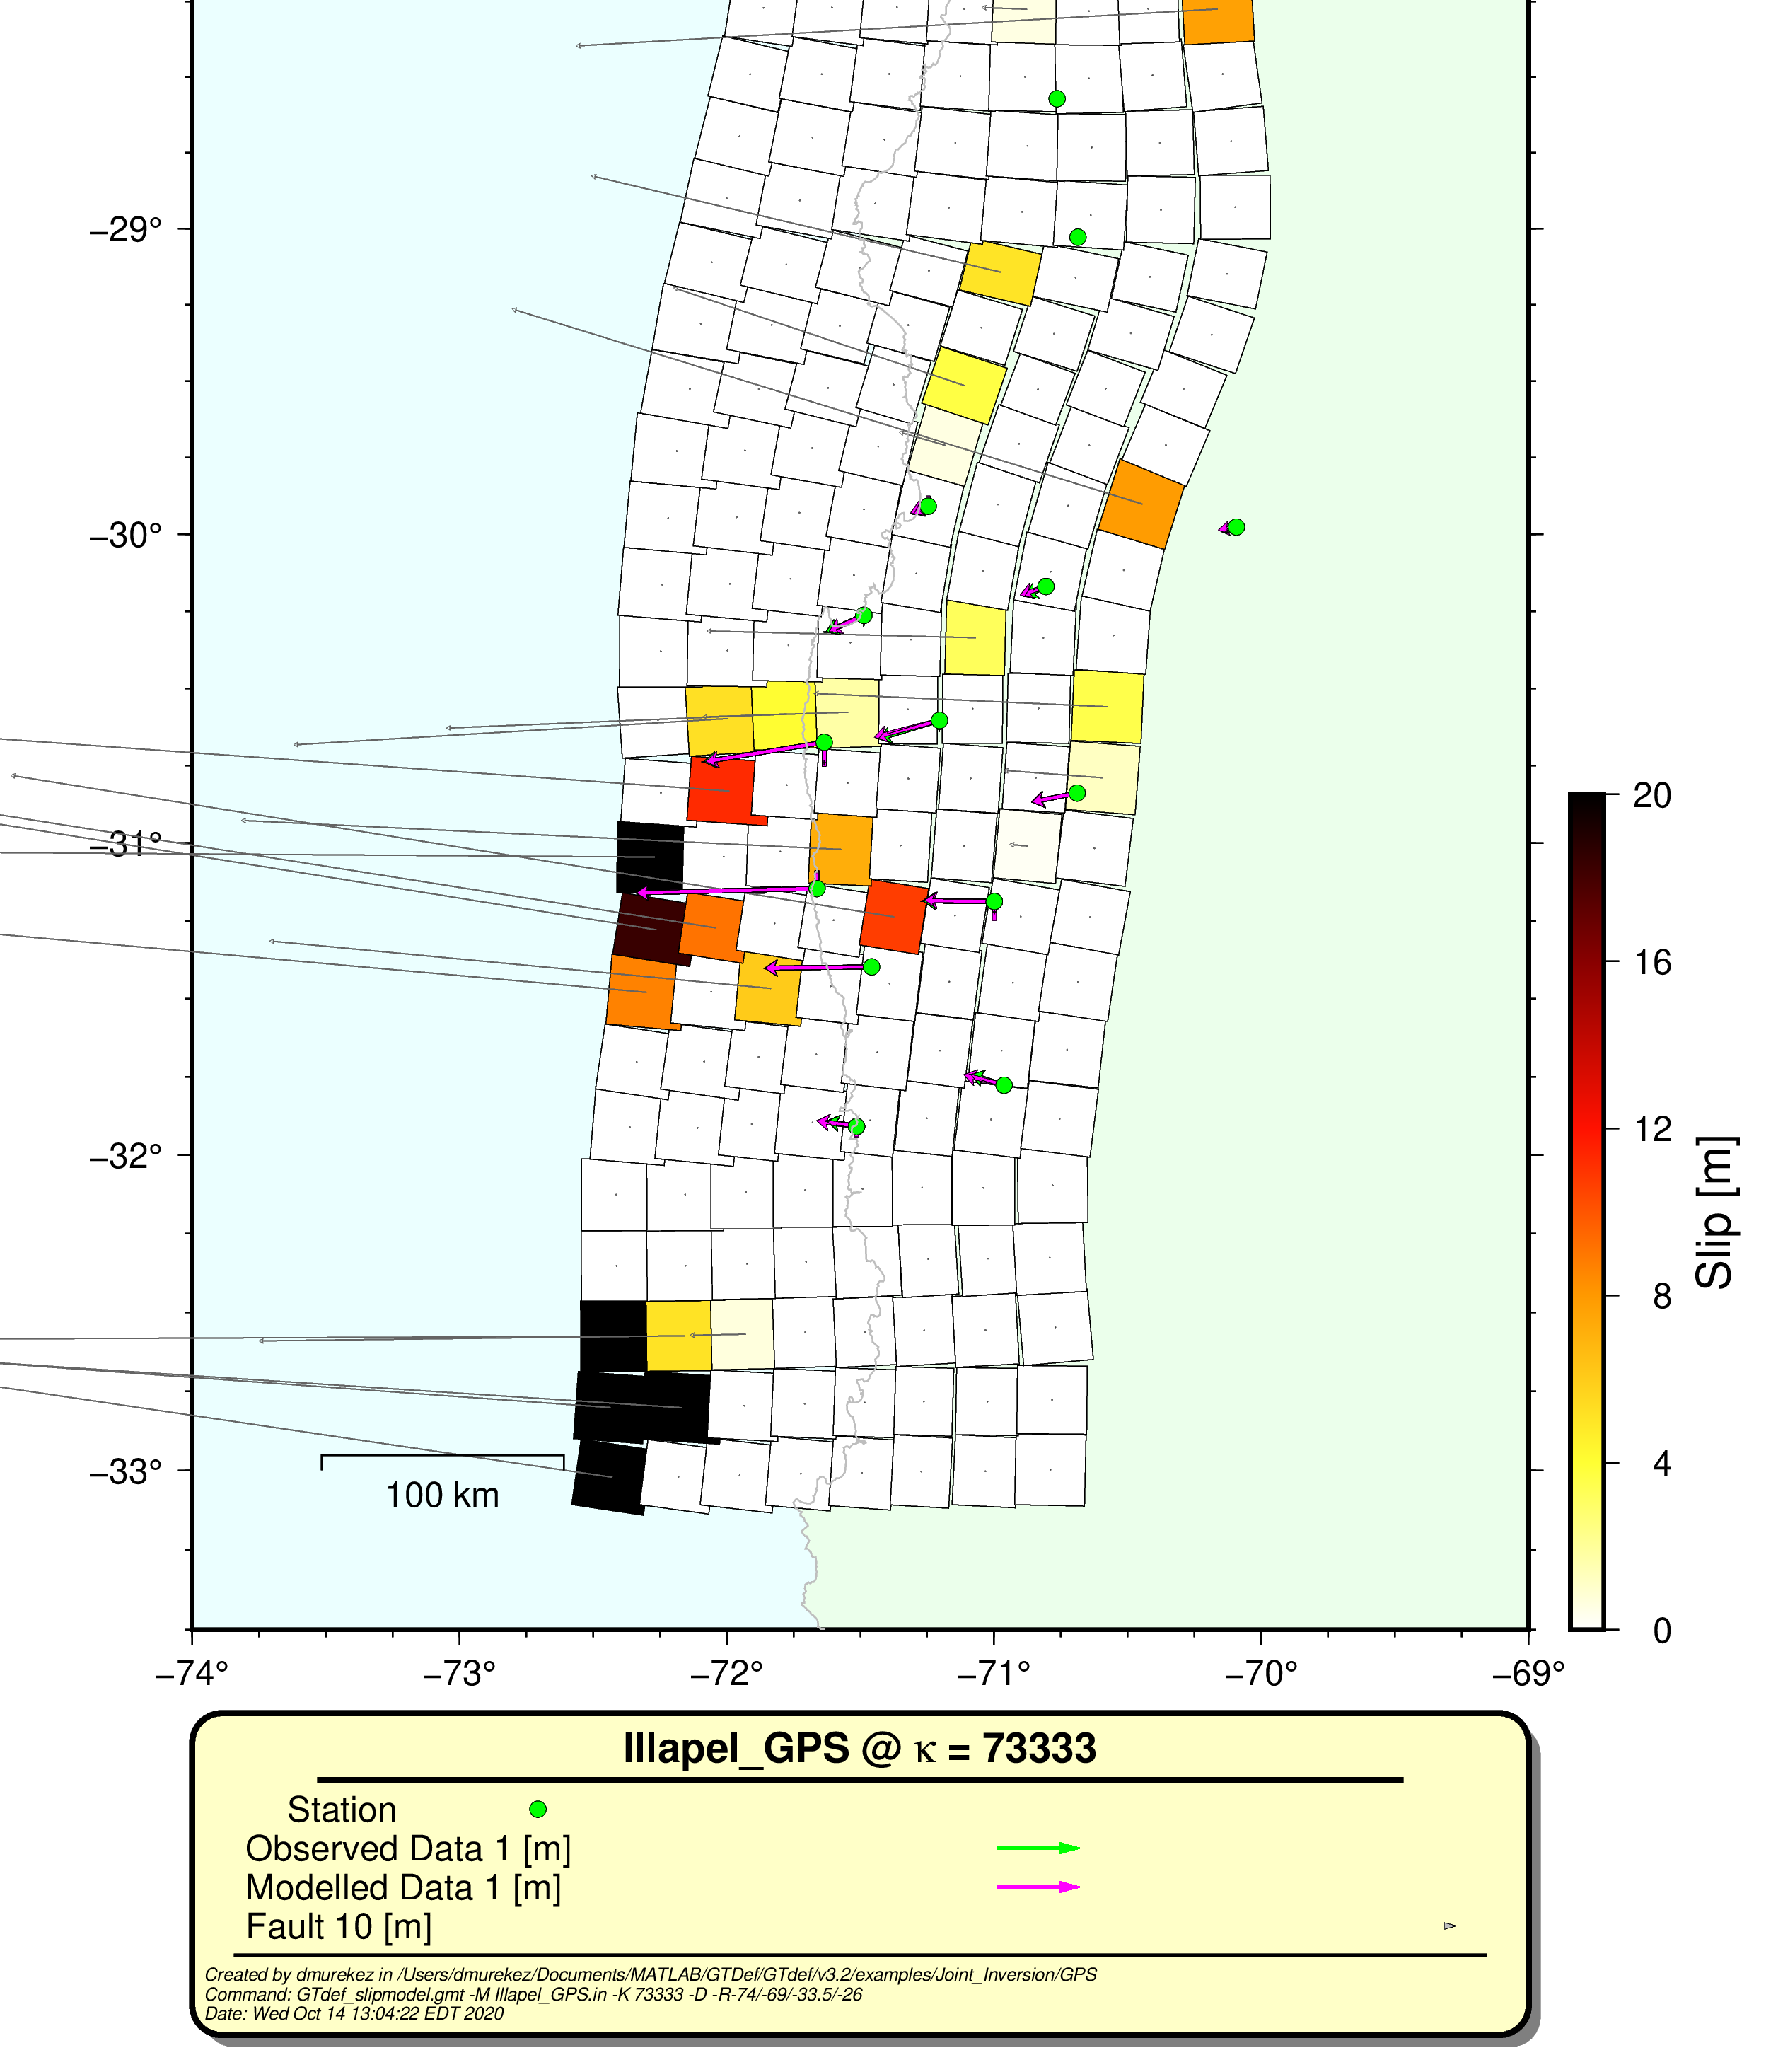 −29°
−30°
−31°
−32°
−33°
100 km
−74°
−73°
−72°
−71°
−70°
−69°
20
16
12
8
4
0
Slip [m]
Illapel_GPS @ κ = 73333
Station
Observed Data 1 [m]
Modelled Data 1 [m]
Fault 10 [m]
Created by dmurekez in /Users/dmurekez/Documents/MATLAB/GTDef/GTdef/v3.2/examples/Joint_Inversion/GPS
Command: GTdef_slipmodel.gmt -M Illapel_GPS.in -K 73333 -D -R-74/-69/-33.5/-26
Date: Wed Oct 14 13:04:22 EDT 2020